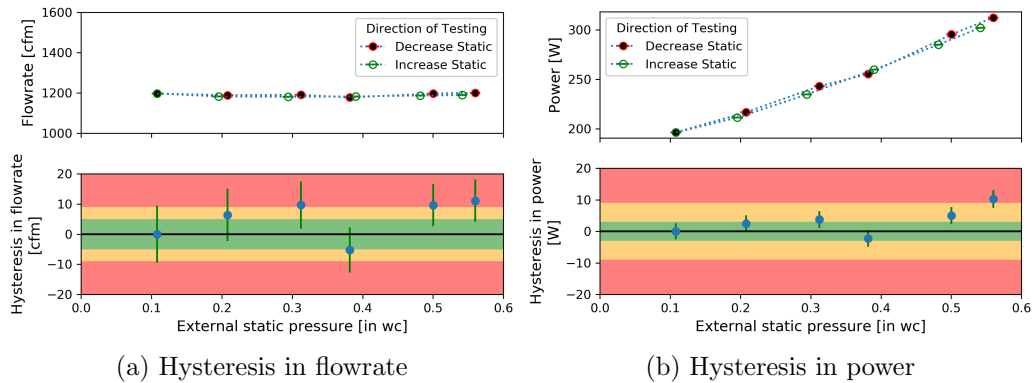 1600
1400
1200
1000
Flowrate [cfm]
Direction of Testing
Decrease Static
Increase Static
20
10
0
−10
−20
Hysteresis in flowrate
[cfm]
0.0 0.1 0.2 0.3 0.4 0.5 0.6
External static pressure [in wc]
(a) Hysteresis in flowrate
300
250
200
Power [W]
Direction of Testing
Decrease Static
Increase Static
20
10
0
−10
−20
Hysteresis in power
[W]
0.0 0.1 0.2 0.3 0.4 0.5 0.6
External static pressure [in wc]
(b) Hysteresis in power